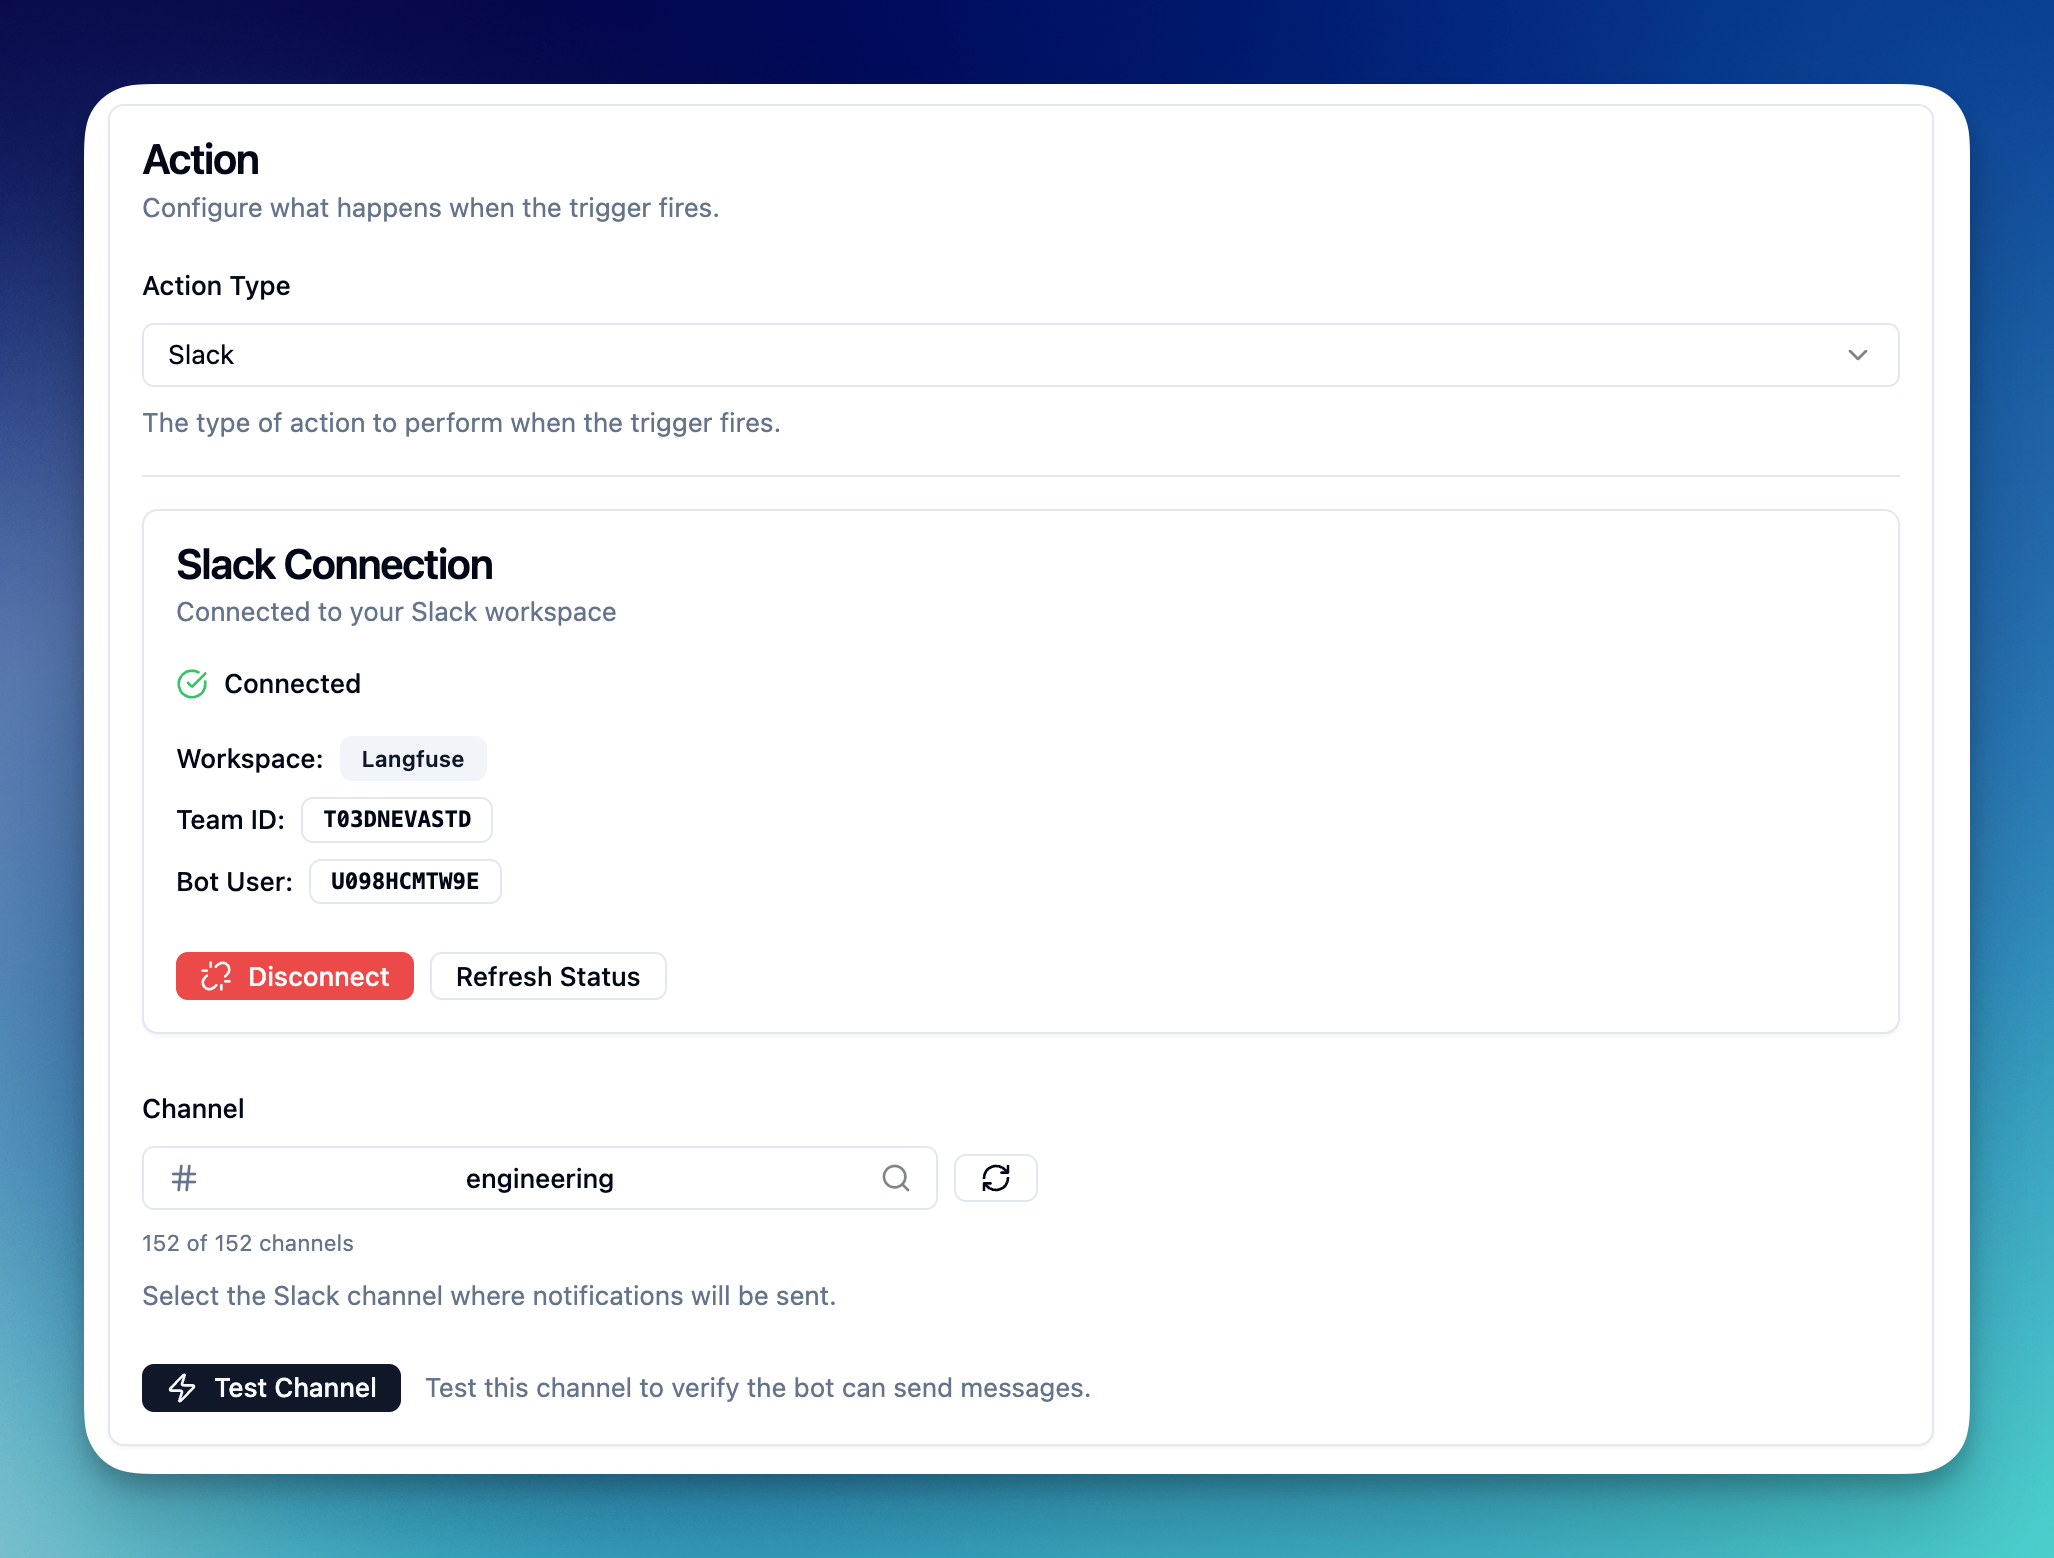 Action
Configure what happens when the trigger fires.
Action Type
Slack
The type of action to perform when the trigger fires.
Slack Connection
Connected to your Slack workspace
Connected
Workspace: Langfuse
Team ID: T03DNEVASTD
Bot User: U098HCMTW9E
Disconnect Refresh Status
Channel
# engineering
152 of 152 channels
Select the Slack channel where notifications will be sent.
Test Channel Test this channel to verify the bot can send messages.